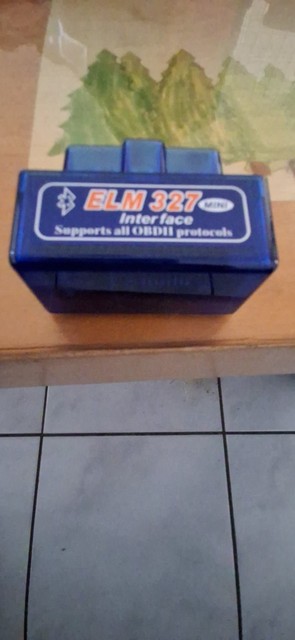 ELM 327 MINI
Interface
Supports all OBDII protocols